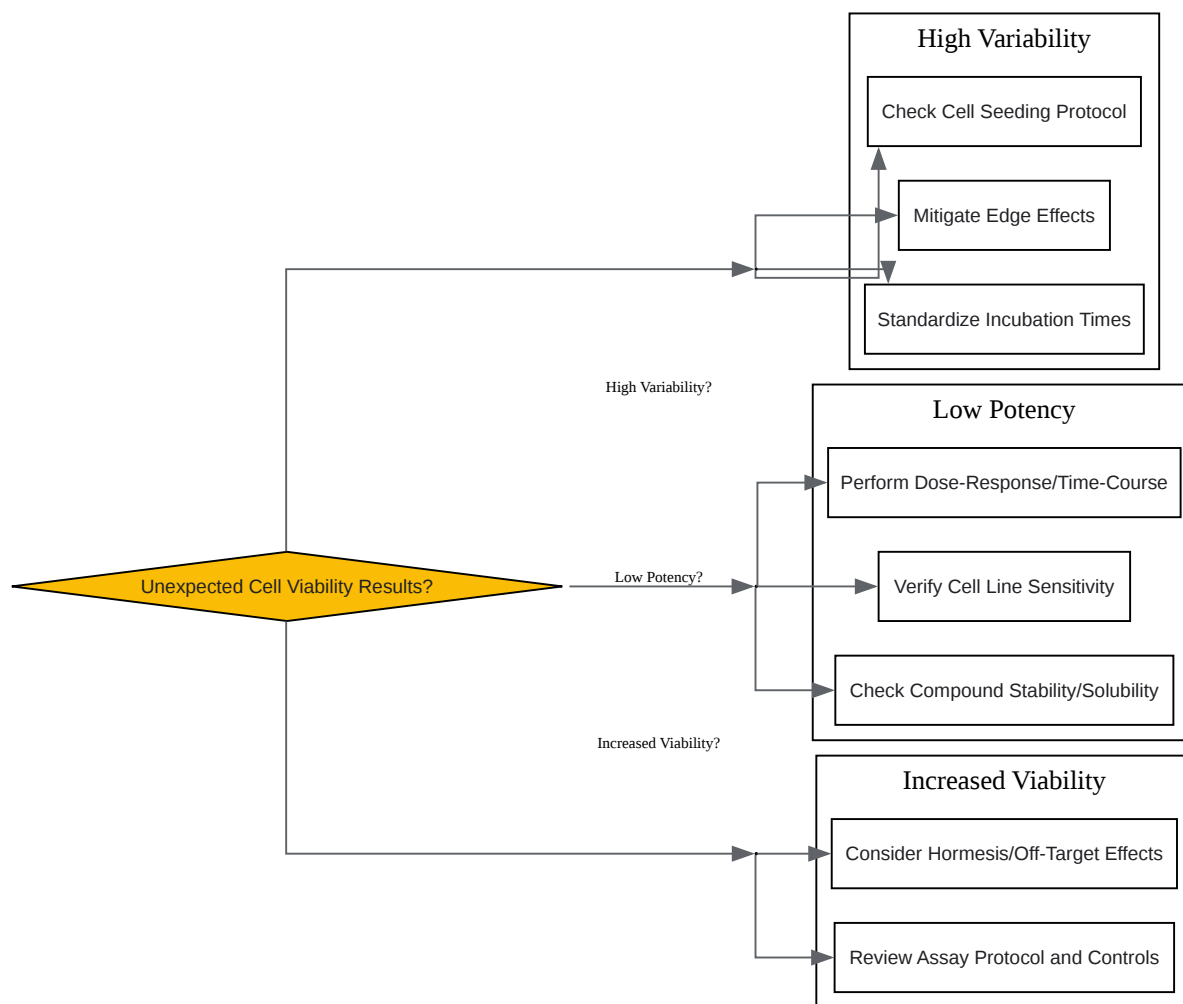 High Variability
Check Cell Seeding Protocol
Mitigate Edge Effects
Standardize Incubation Times
High Variability?
Low Potency
Perform Dose-Response/Time-Course
Unexpected Cell Viability Results?
Low Potency?
Verify Cell Line Sensitivity
Check Compound Stability/Solubility
Increased Viability?
Increased Viability
Consider Hormesis/Off-Target Effects
Review Assay Protocol and Controls